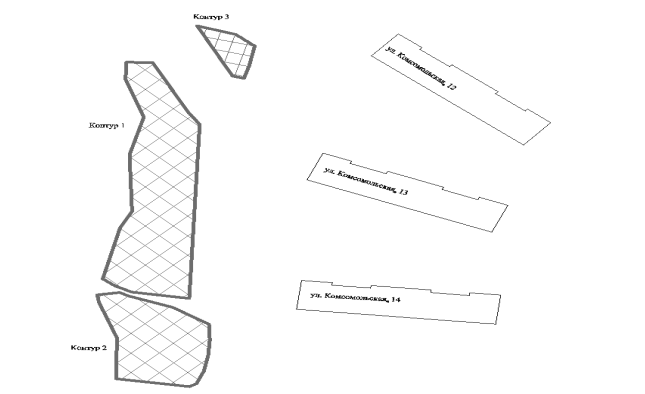 Контур 3
ул. Комсомольская, 12
Контур 1
ул. Комсомольская, 13
ул. Комсомольская, 14
Контур 2